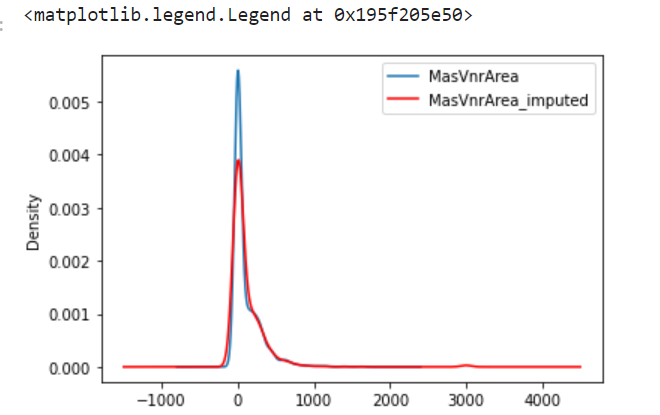 <matplotlib.legend.Legend at 0x195f205e50>
:
MasVnrArea
MasVnrArea_imputed
Density
0.005
0.004
0.003
0.002
0.001
0.000
−1000 0 1000 2000 3000 4000